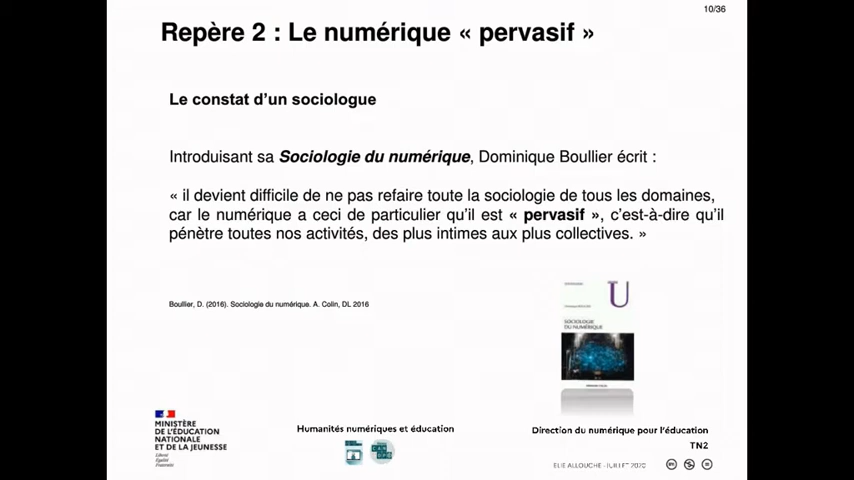 10/36
Repère 2 : Le numérique « pervasif »
Le constat d’un sociologue
Introduisant sa Sociologie du numérique, Dominique Boullier écrit :
« il devient difficile de ne pas refaire toute la sociologie de tous les domaines,
car le numérique a ceci de particulier qu’il est « pervasif », c’est-à-dire qu’il
pénètre toutes nos activités, des plus intimes aux plus collectives. »
Boullier, D. (2016). Sociologie du numérique. A. Colin, DL 2016
U
SOCIOLOGIE
DU NUMÉRIQUE
MINISTÈRE
DE L’ÉDUCATION
NATIONALE
ET DE LA JEUNESSE
Liberté
Égalité
Fraternité
Humanités numériques et éducation
Direction du numérique pour l’éducation
TN2
ELIE ALLOUCHE - JUILLET 2020